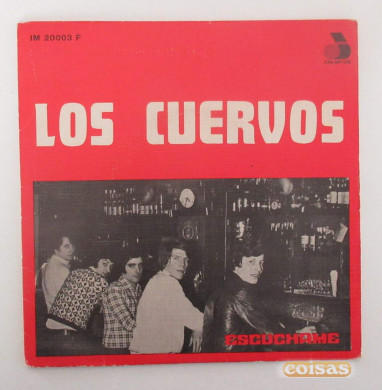 IM 20003 F
LOS CUERVOS
ESCUCHAME
coisas